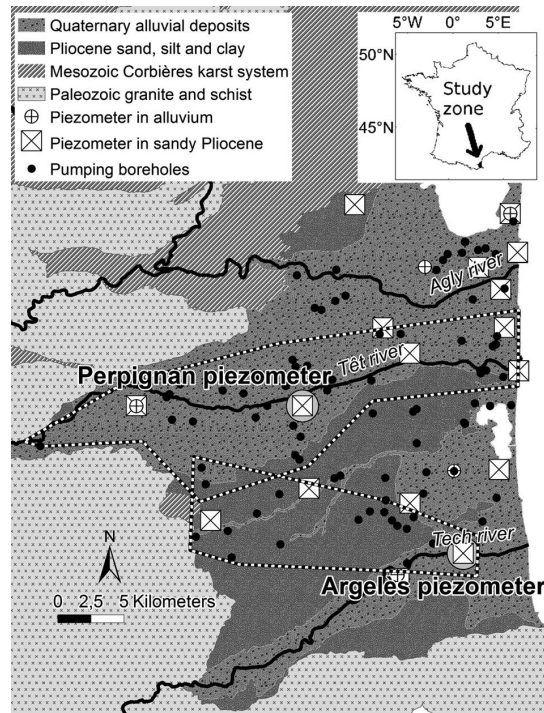 Quaternary alluvial deposits
Pliocene sand, silt and clay
Mesozoic Corbières karst system
Paleozoic granite and schist
Piezometer in alluvium
Piezometer in sandy Pliocene
Pumping boreholes
5°W 0° 5°E
50°N
45°N
Study
zone
Agly river
Têt river
Perpignan piezometer
Tech river
Argeles piezometer
N
0 2,5 5 Kilometers